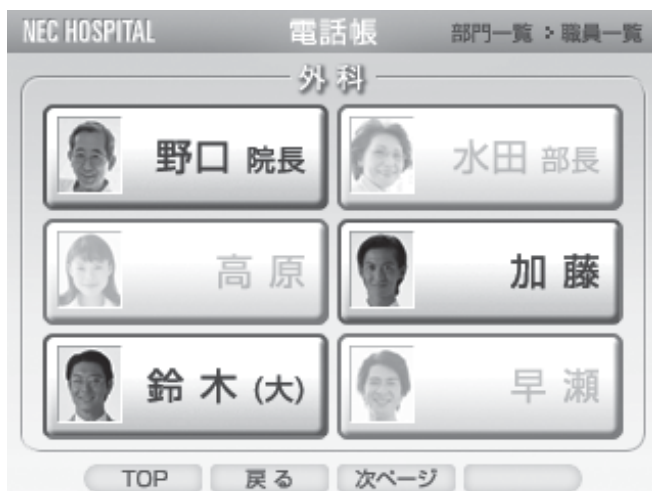 NEC HOSPITAL 電話帳 部門一覧 > 職員一覧
外科
野口 院長 水田 部長
高原 加藤
鈴木 (大) 早瀬
TOP 戻る 次ページ